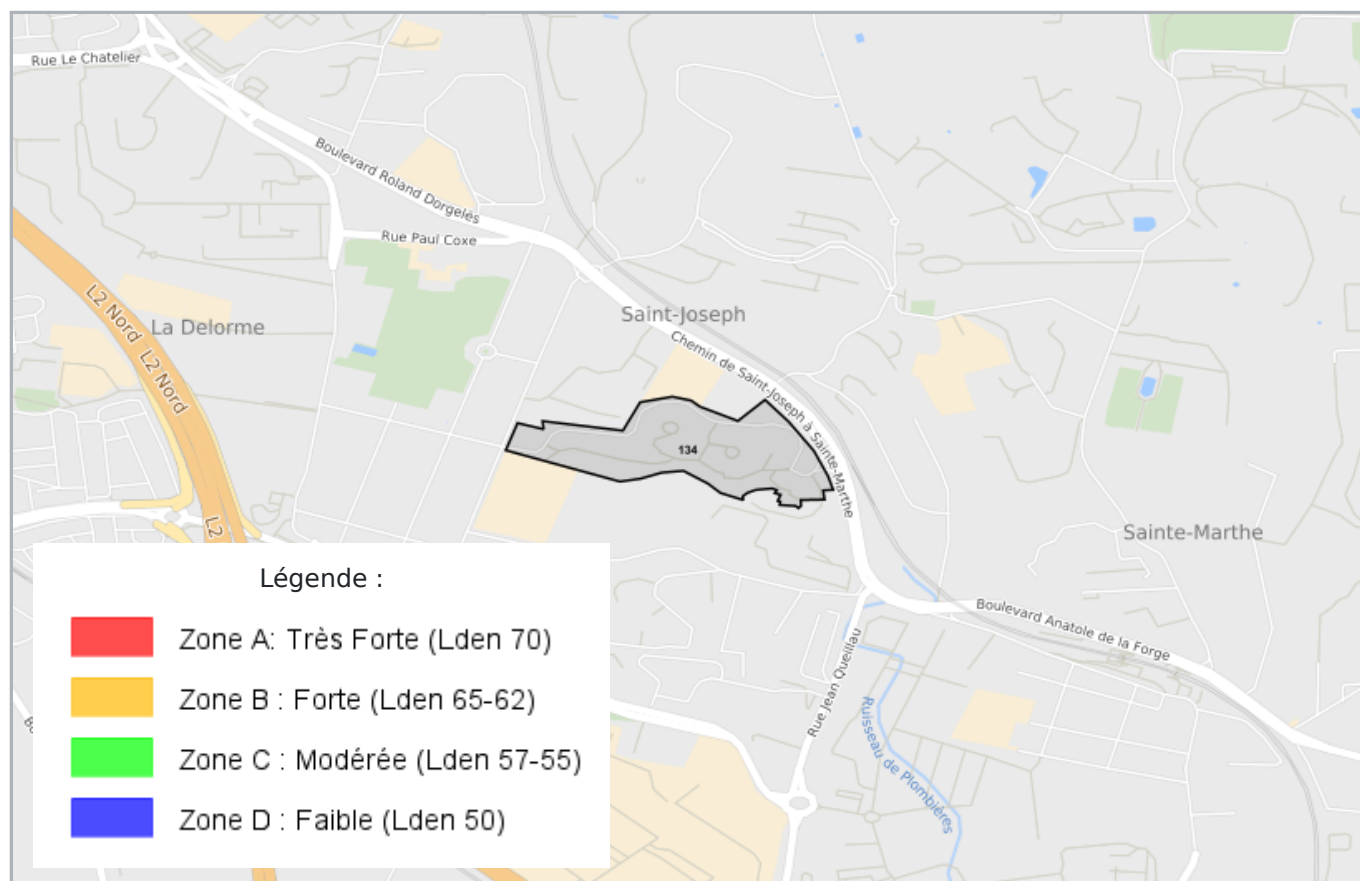 Rue Le Chatelier
Boulevard Roland Dorgelès
Rue Paul Coxe
L2 Nord
L2 Nord
La Delorme
Saint-Joseph
Chemin de Saint-Joseph à Sainte-Marthe
134
L2
Sainte-Marthe
Boulevard Anatole de la Forge
Rue Jean Queillau
Ruisseau de Plombières
Légende :
Zone A: Très Forte (Lden 70)
Zone B : Forte (Lden 65-62)
Zone C : Modérée (Lden 57-55)
Zone D : Faible (Lden 50)